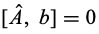 [Â, b] = 0